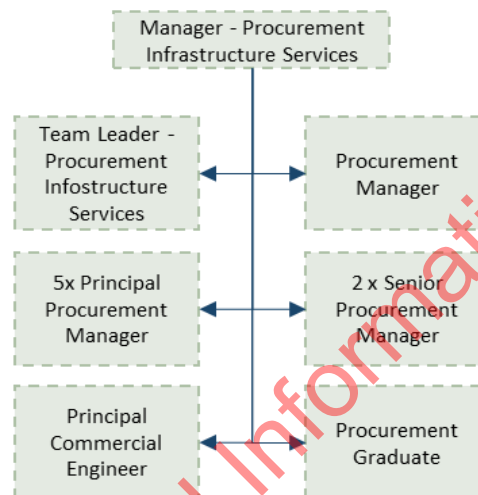 Manager - Procurement
Infrastructure Services
Team Leader -
Procurement
Infostructure
Services
Procurement
Manager
5x Principal
Procurement
Manager
2 x Senior
Procurement
Manager
Principal
Commercial
Engineer
Procurement
Graduate